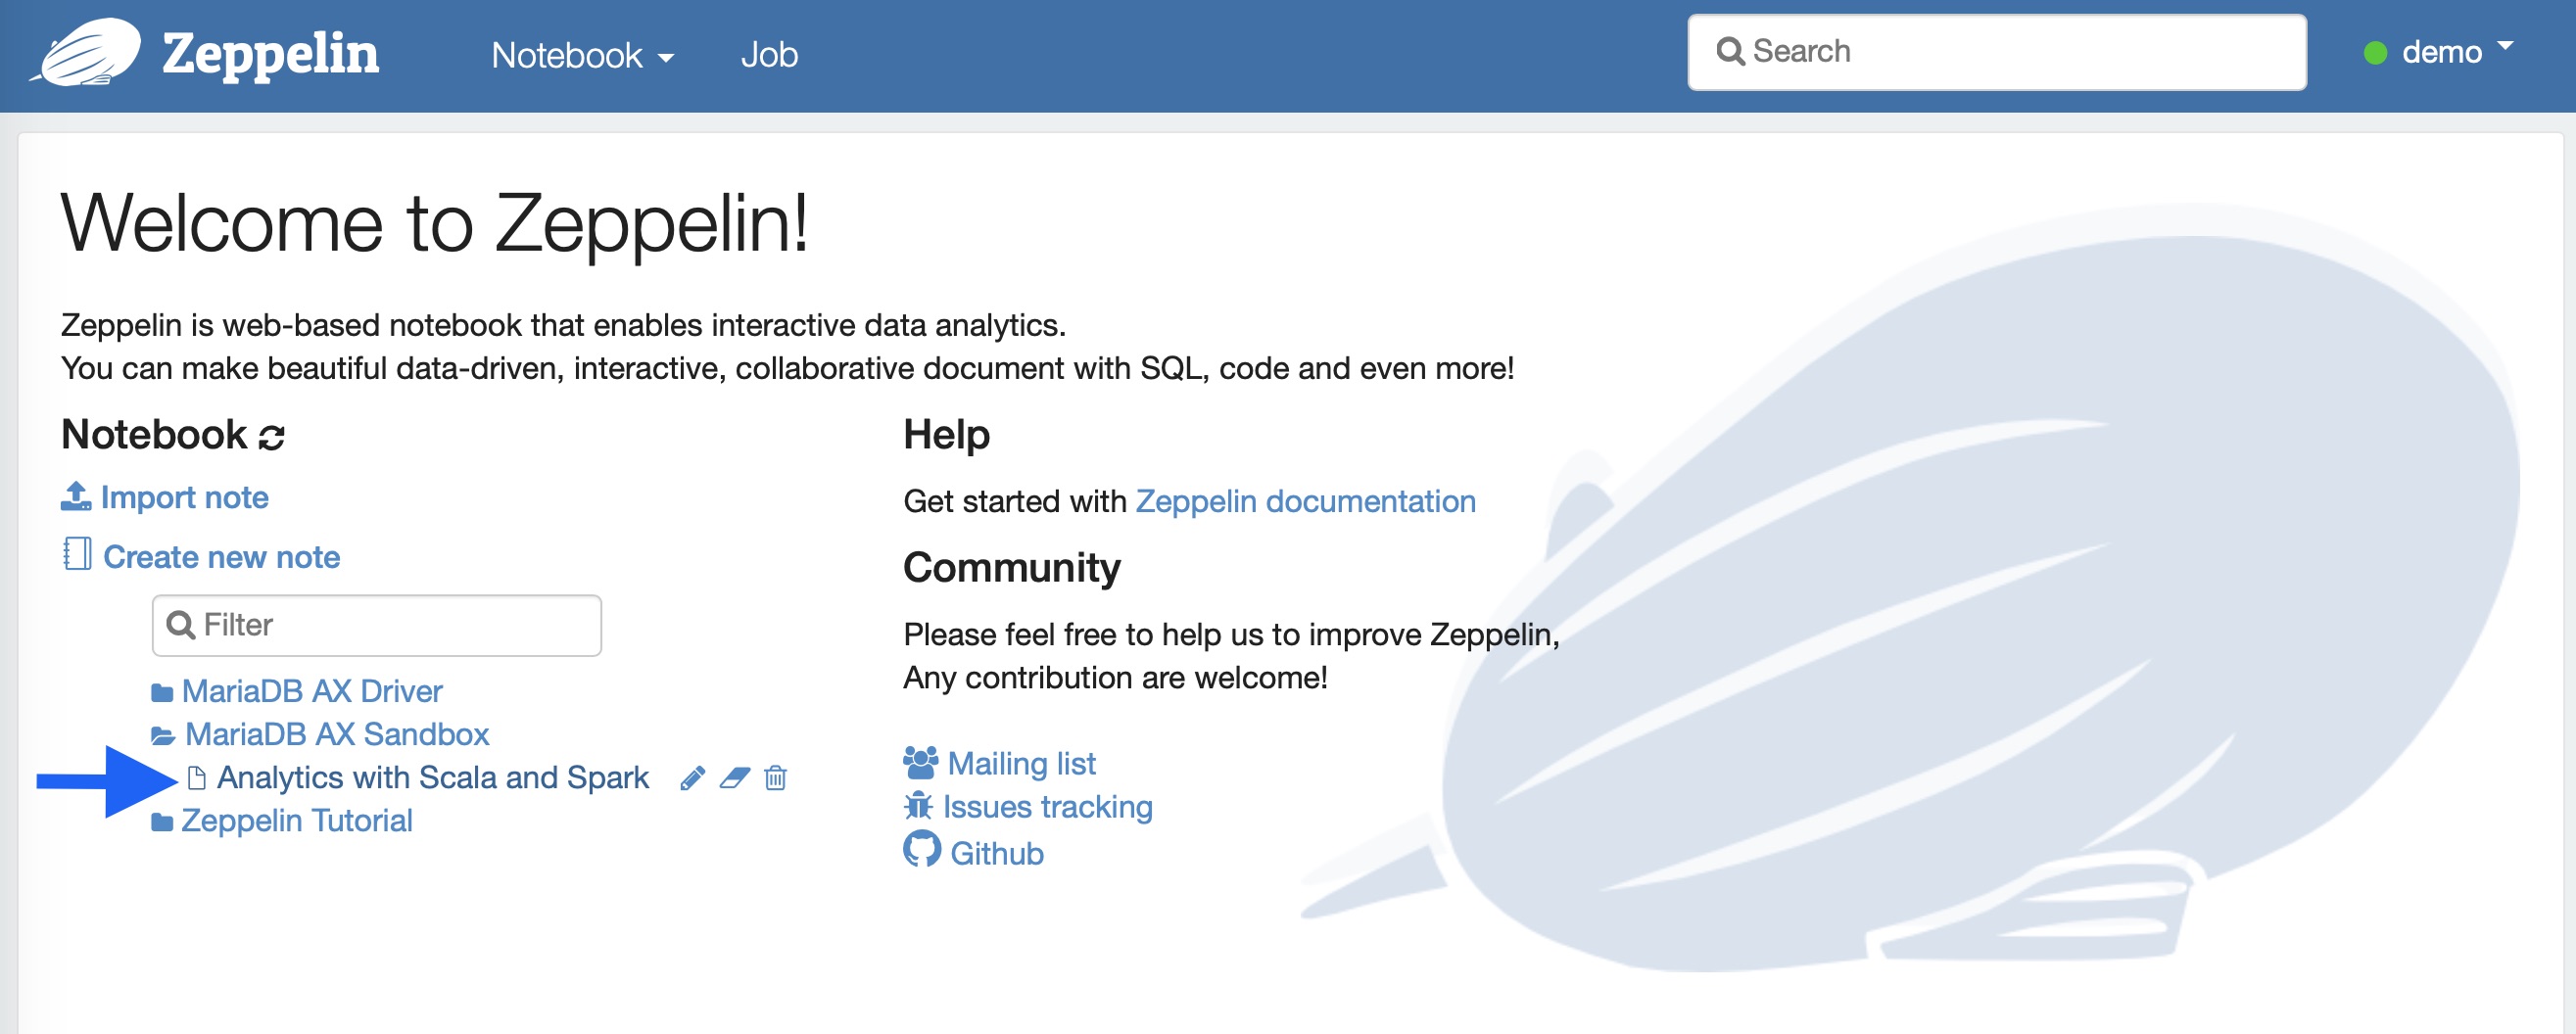 Zeppelin
Notebook
Job
Search
demo
Welcome to Zeppelin!
Zeppelin is web-based notebook that enables interactive data analytics.
You can make beautiful data-driven, interactive, collaborative document with SQL, code and even more!
Notebook
Import note
Create new note
Filter
MariaDB AX Driver
MariaDB AX Sandbox
Analytics with Scala and Spark
Zeppelin Tutorial
Help
Get started with Zeppelin documentation
Community
Please feel free to help us to improve Zeppelin,
Any contribution are welcome!
Mailing list
Issues tracking
Github